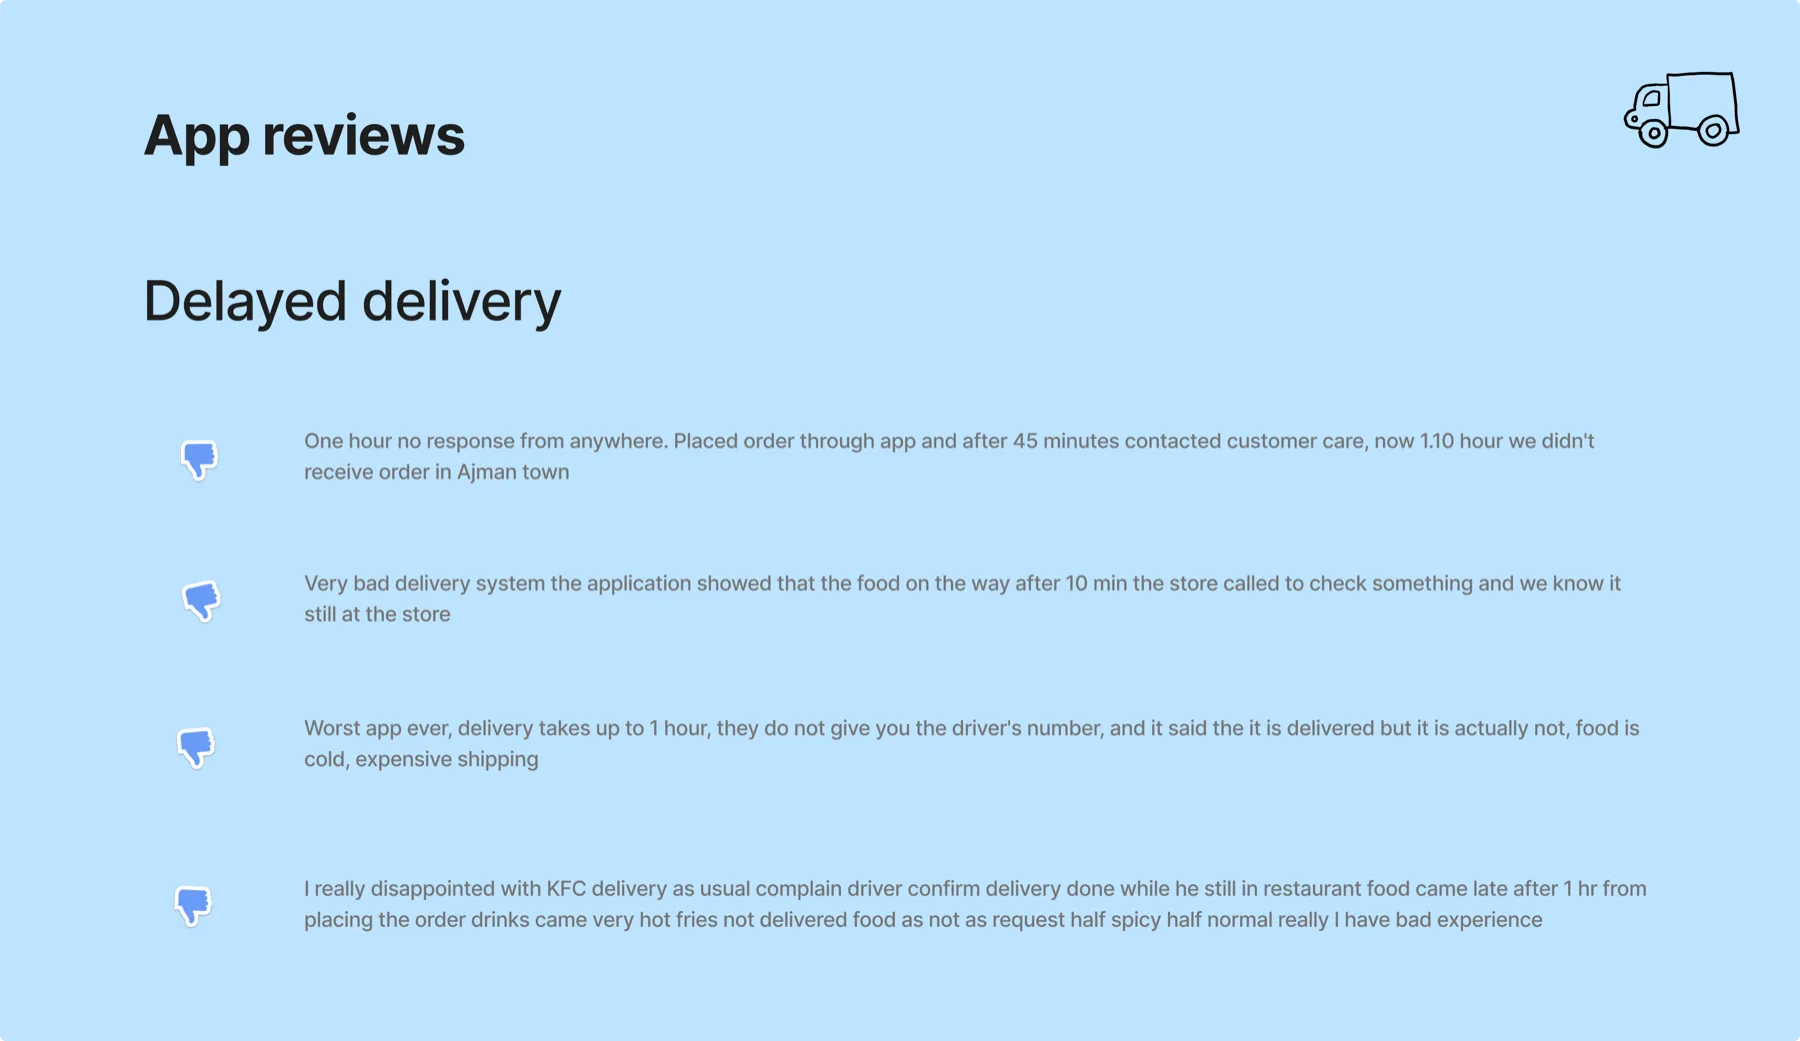 App reviews
Delayed delivery
One hour no response from anywhere. Placed order through app and after 45 minutes contacted customer care, now 1.10 hour we didn't
receive order in Ajman town
Very bad delivery system the application showed that the food on the way after 10 min the store called to check something and we know it
still at the store
Worst app ever, delivery takes up to 1 hour, they do not give you the driver's number, and it said the it is delivered but it is actually not, food is
cold, expensive shipping
I really disappointed with KFC delivery as usual complain driver confirm delivery done while he still in restaurant food came late after 1 hr from
placing the order drinks came very hot fries not delivered food as not as request half spicy half normal really I have bad experience